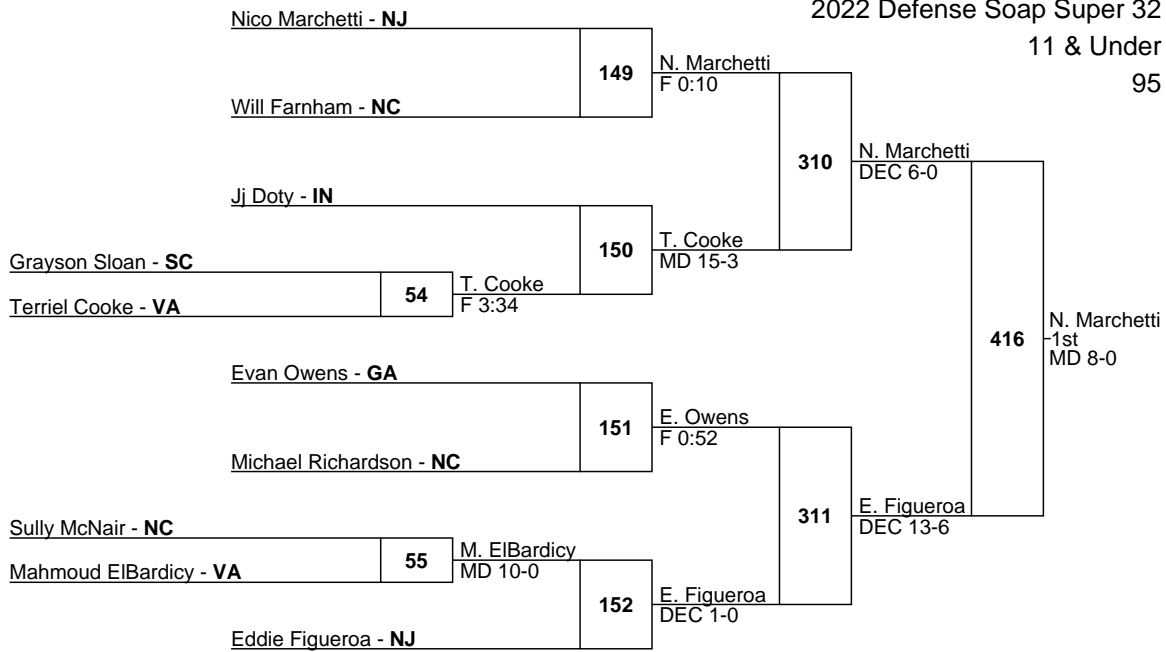 2022 Defense Soap Super 32
11 & Under
95
Nico Marchetti - NJ
149
N. Marchetti
F 0:10
Will Farnham - NC
310
N. Marchetti
DEC 6-0
Jj Doty - IN
150
T. Cooke
MD 15-3
Grayson Sloan - SC
54
T. Cooke
F 3:34
Terriel Cooke - VA
416
N. Marchetti
1st
MD 8-0
Evan Owens - GA
151
E. Owens
F 0:52
Michael Richardson - NC
311
E. Figueroa
DEC 13-6
Sully McNair - NC
55
M. ElBardicy
MD 10-0
Mahmoud ElBardicy - VA
152
E. Figueroa
DEC 1-0
Eddie Figueroa - NJ